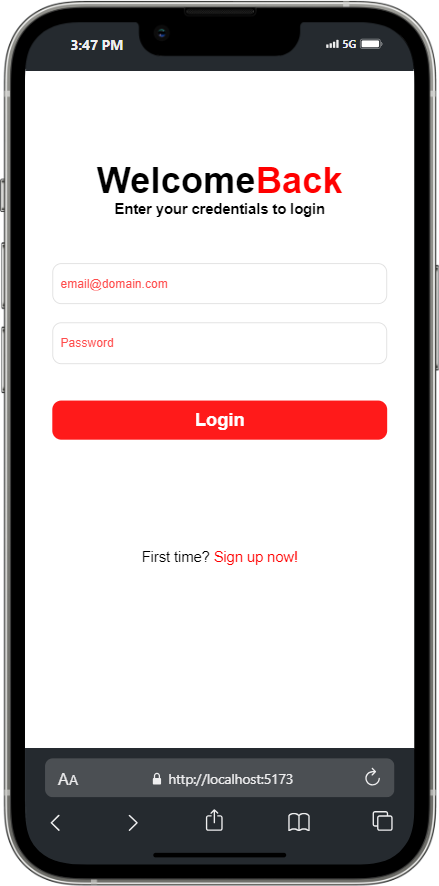 3:47 PM 5G
WelcomeBack
Enter your credentials to login
email@domain.com
Password
Login
First time? Sign up now!
AA http://localhost:5173